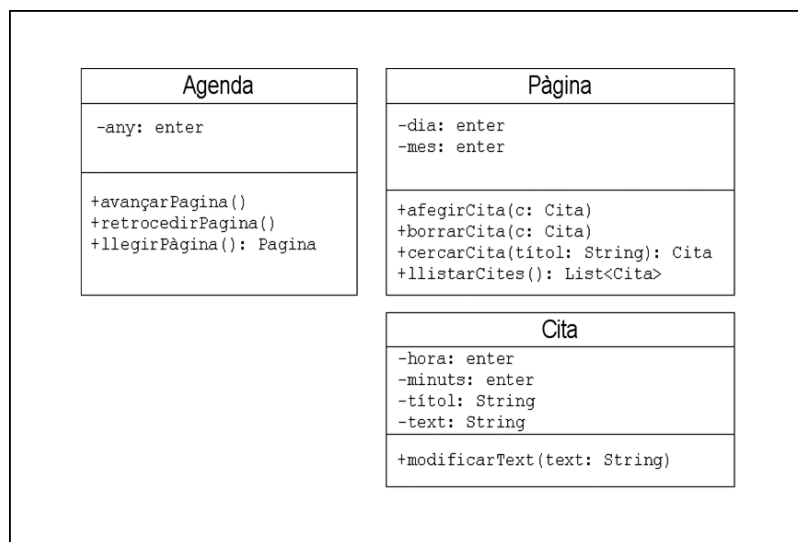 Agenda
-any: enter
+avançarPagina()
+retrocedirPagina()
+llegirPàgina(): Pagina
Pàgina
-dia: enter
-mes: enter
+afegirCita(c: Cita)
+borrarCita(c: Cita)
+cercarCita(títol: String): Cita
+llistarCites(): List<Cita>
Cita
-hora: enter
-minuts: enter
-títol: String
-text: String
+modificarText(text: String)